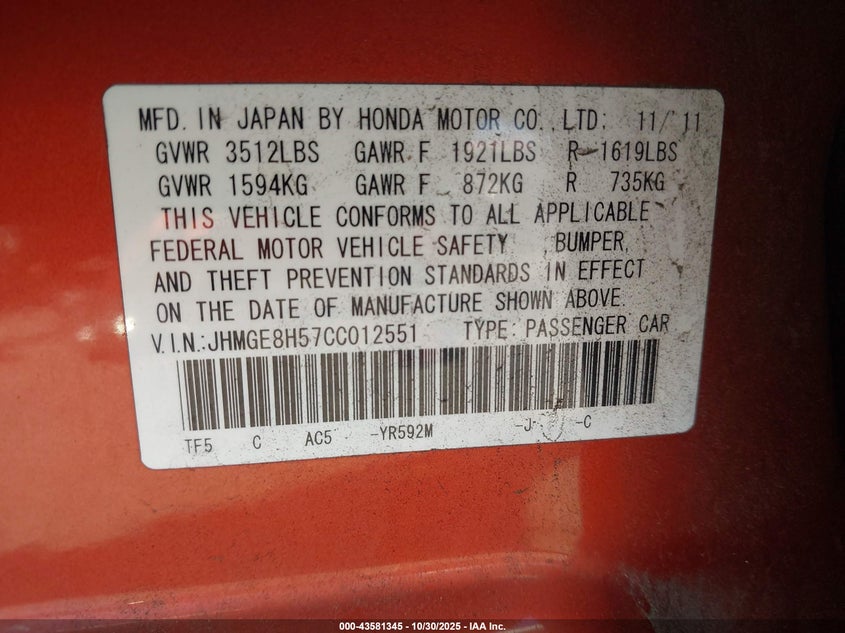 MFD. IN JAPAN BY HONDA MOTOR CO., LTD. 11/ 11
GVWR 3512LBS GAWR F 1921LBS R 1619LBS
GVWR 1594KG GAWR F 872KG R 735KG
THIS VEHICLE CONFORMS TO ALL APPLICABLE
FEDERAL MOTOR VEHICLE SAFETY, BUMPER,
AND THEFT PREVENTION STANDARDS IN EFFECT
ON THE DATE OF MANUFACTURE SHOWN ABOVE.
V.I.N.:JHMGE8H57CC012551 TYPE: PASSENGER CAR
TF5 C AC5 -YR592M -J -C
000-43581345 - 10/30/2025 - IAA Inc.